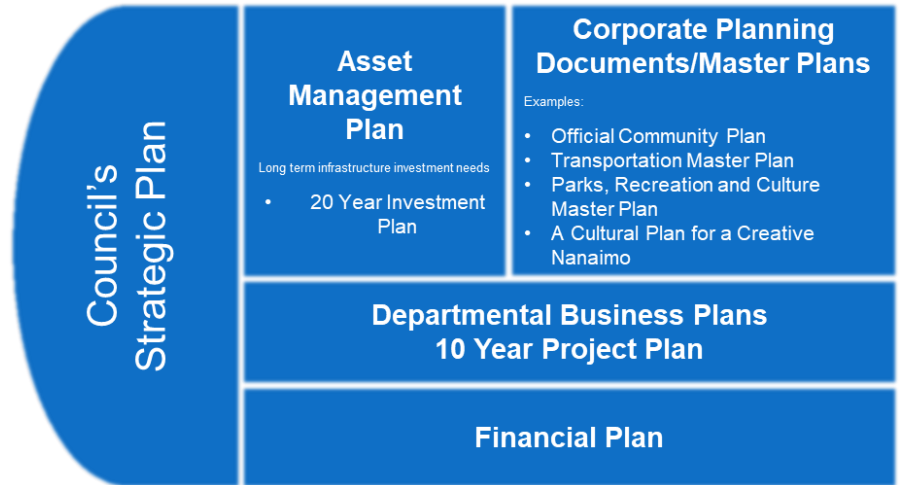 Council's
Strategic Plan
Asset
Management
Plan
Long term infrastructure investment needs
• 20 Year Investment
Plan
Corporate Planning
Documents/Master Plans
Examples:
• Official Community Plan
• Transportation Master Plan
• Parks, Recreation and Culture
Master Plan
• A Cultural Plan for a Creative
Nanaimo
Departmental Business Plans
10 Year Project Plan
Financial Plan